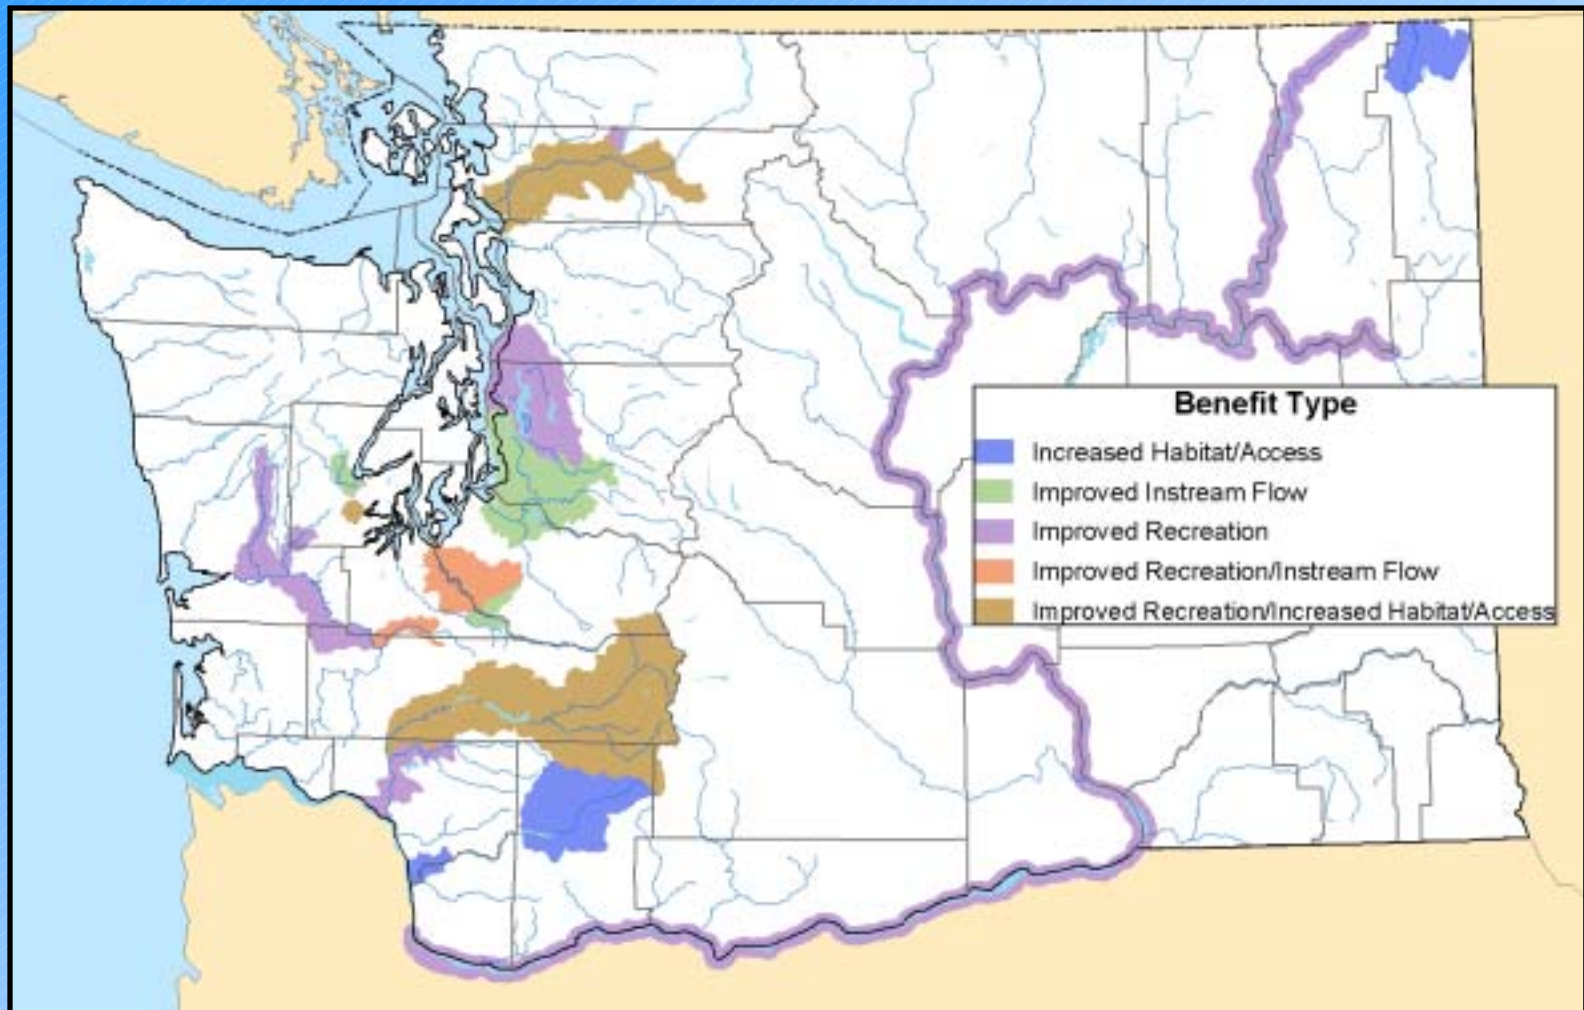 Benefit Type
Increased Habitat/Access
Improved Instream Flow
Improved Recreation
Improved Recreation/Instream Flow
Improved Recreation/Increased Habitat/Access